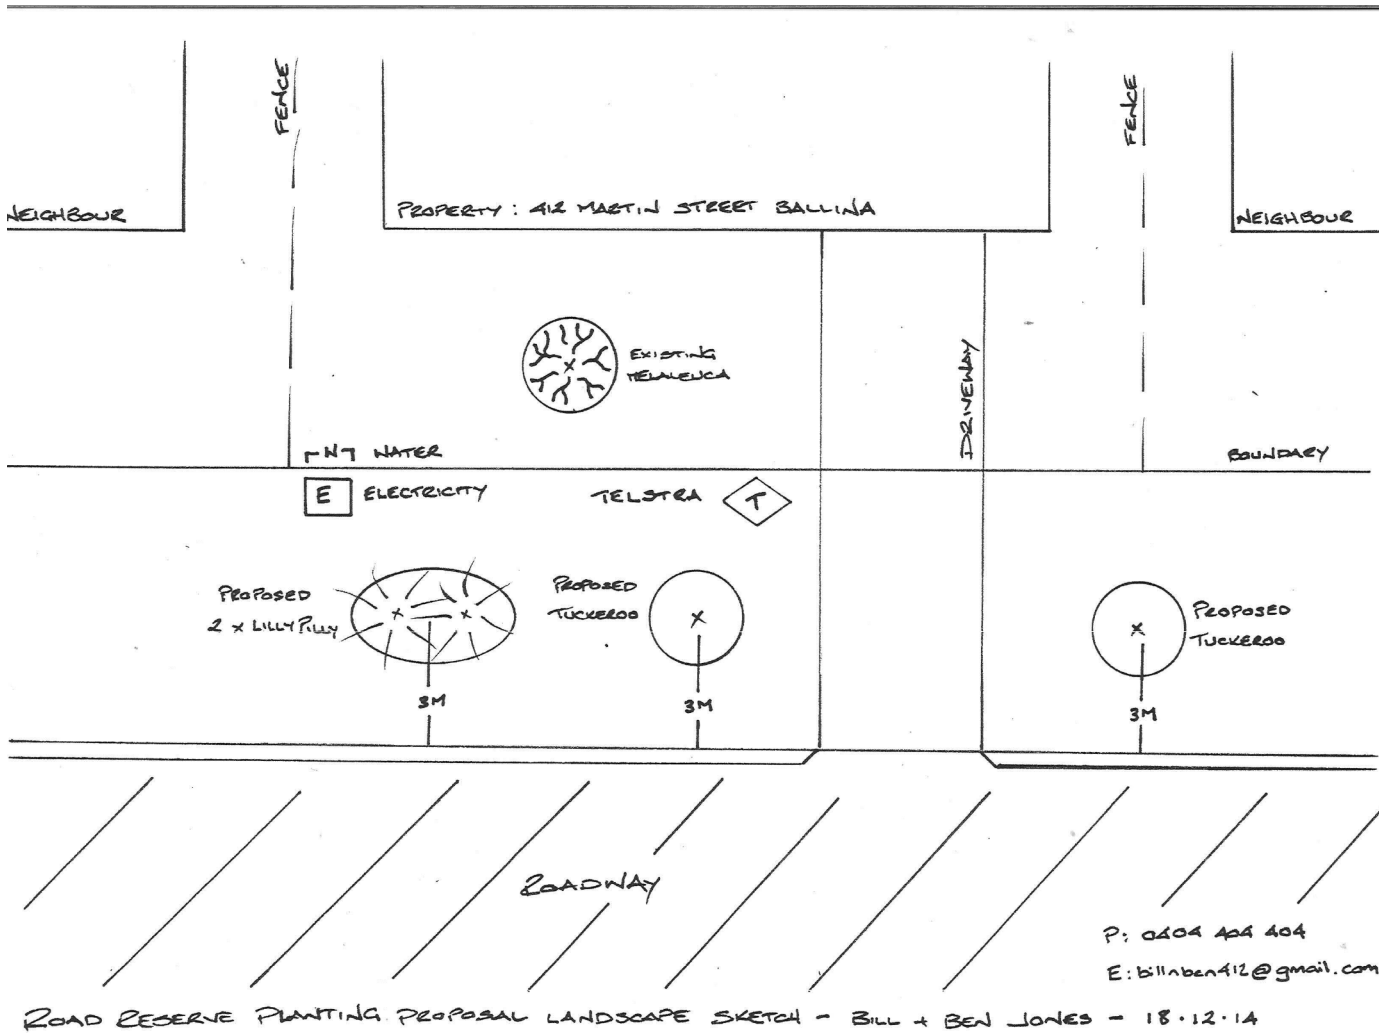 FENCE
FENCE
NEIGHBOUR
PROPERTY : 412 MARTIN STREET BALLINA
NEIGHBOUR
EXISTING
MELALEUCA
DRIVEWAY
W WATER
BOUNDARY
E ELECTRICITY
TELSTRA T
PROPOSED
2 x LILLY PILLY
PROPOSED
TUCKEROO
PROPOSED
TUCKEROO
3M
3M
3M
ROADWAY
P: 0404 404 404
E: billnben412@gmail.com
ROAD RESERVE PLANTING PROPOSAL LANDSCAPE SKETCH - BILL + BEN JONES - 18.12.14